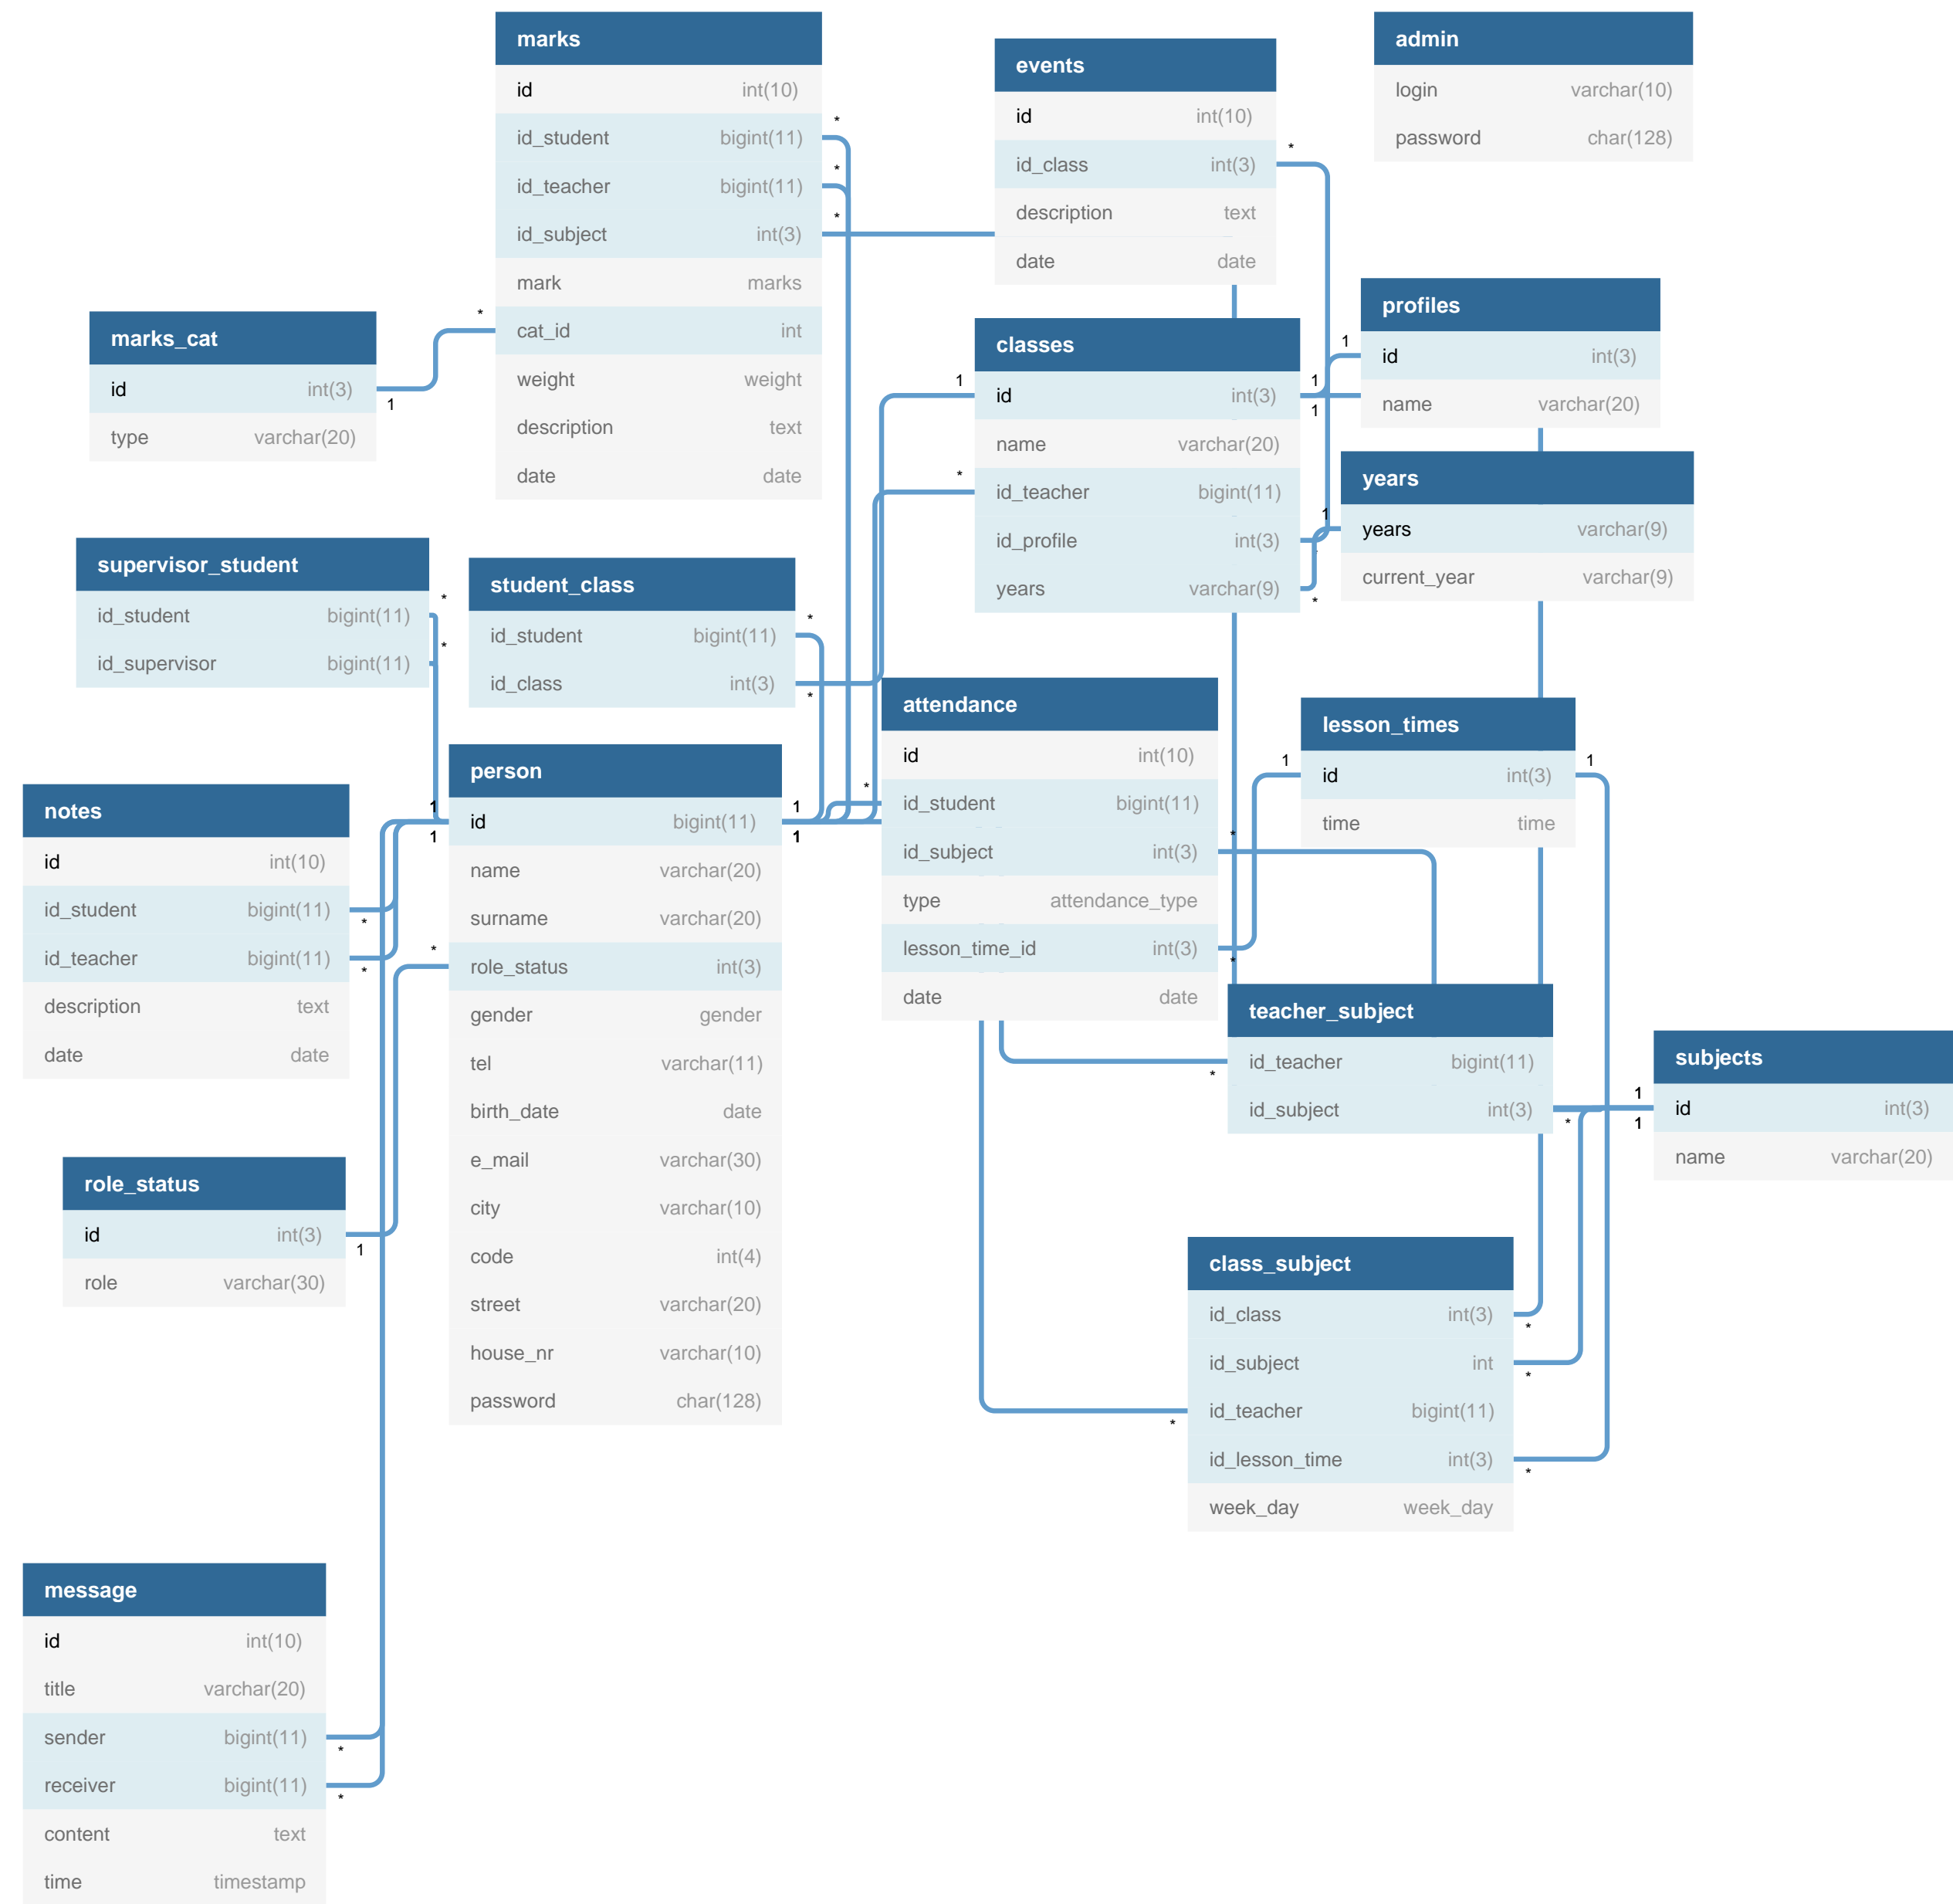 marks
id int(10)
id_student bigint(11)
id_teacher bigint(11)
id_subject int(3)
mark marks
cat_id int
weight weight
description text
date date
events
id int(10)
id_class int(3)
description text
date date
admin
login varchar(10)
password char(128)
marks_cat
id int(3)
type varchar(20)
classes
id int(3)
name varchar(20)
id_teacher bigint(11)
id_profile int(3)
years varchar(9)
profiles
id int(3)
name varchar(20)
years
years varchar(9)
current_year varchar(9)
supervisor_student
id_student bigint(11)
id_supervisor bigint(11)
student_class
id_student bigint(11)
id_class int(3)
attendance
id int(10)
id_student bigint(11)
id_subject int(3)
type attendance_type
lesson_time_id int(3)
date date
lesson_times
id int(3)
time time
notes
id int(10)
id_student bigint(11)
id_teacher bigint(11)
description text
date date
person
id bigint(11)
name varchar(20)
surname varchar(20)
role_status int(3)
gender gender
tel varchar(11)
birth_date date
e_mail varchar(30)
city varchar(10)
code int(4)
street varchar(20)
house_nr varchar(10)
password char(128)
teacher_subject
id_teacher bigint(11)
id_subject int(3)
subjects
id int(3)
name varchar(20)
role_status
id int(3)
role varchar(30)
class_subject
id_class int(3)
id_subject int
id_teacher bigint(11)
id_lesson_time int(3)
week_day week_day
message
id int(10)
title varchar(20)
sender bigint(11)
receiver bigint(11)
content text
time timestamp